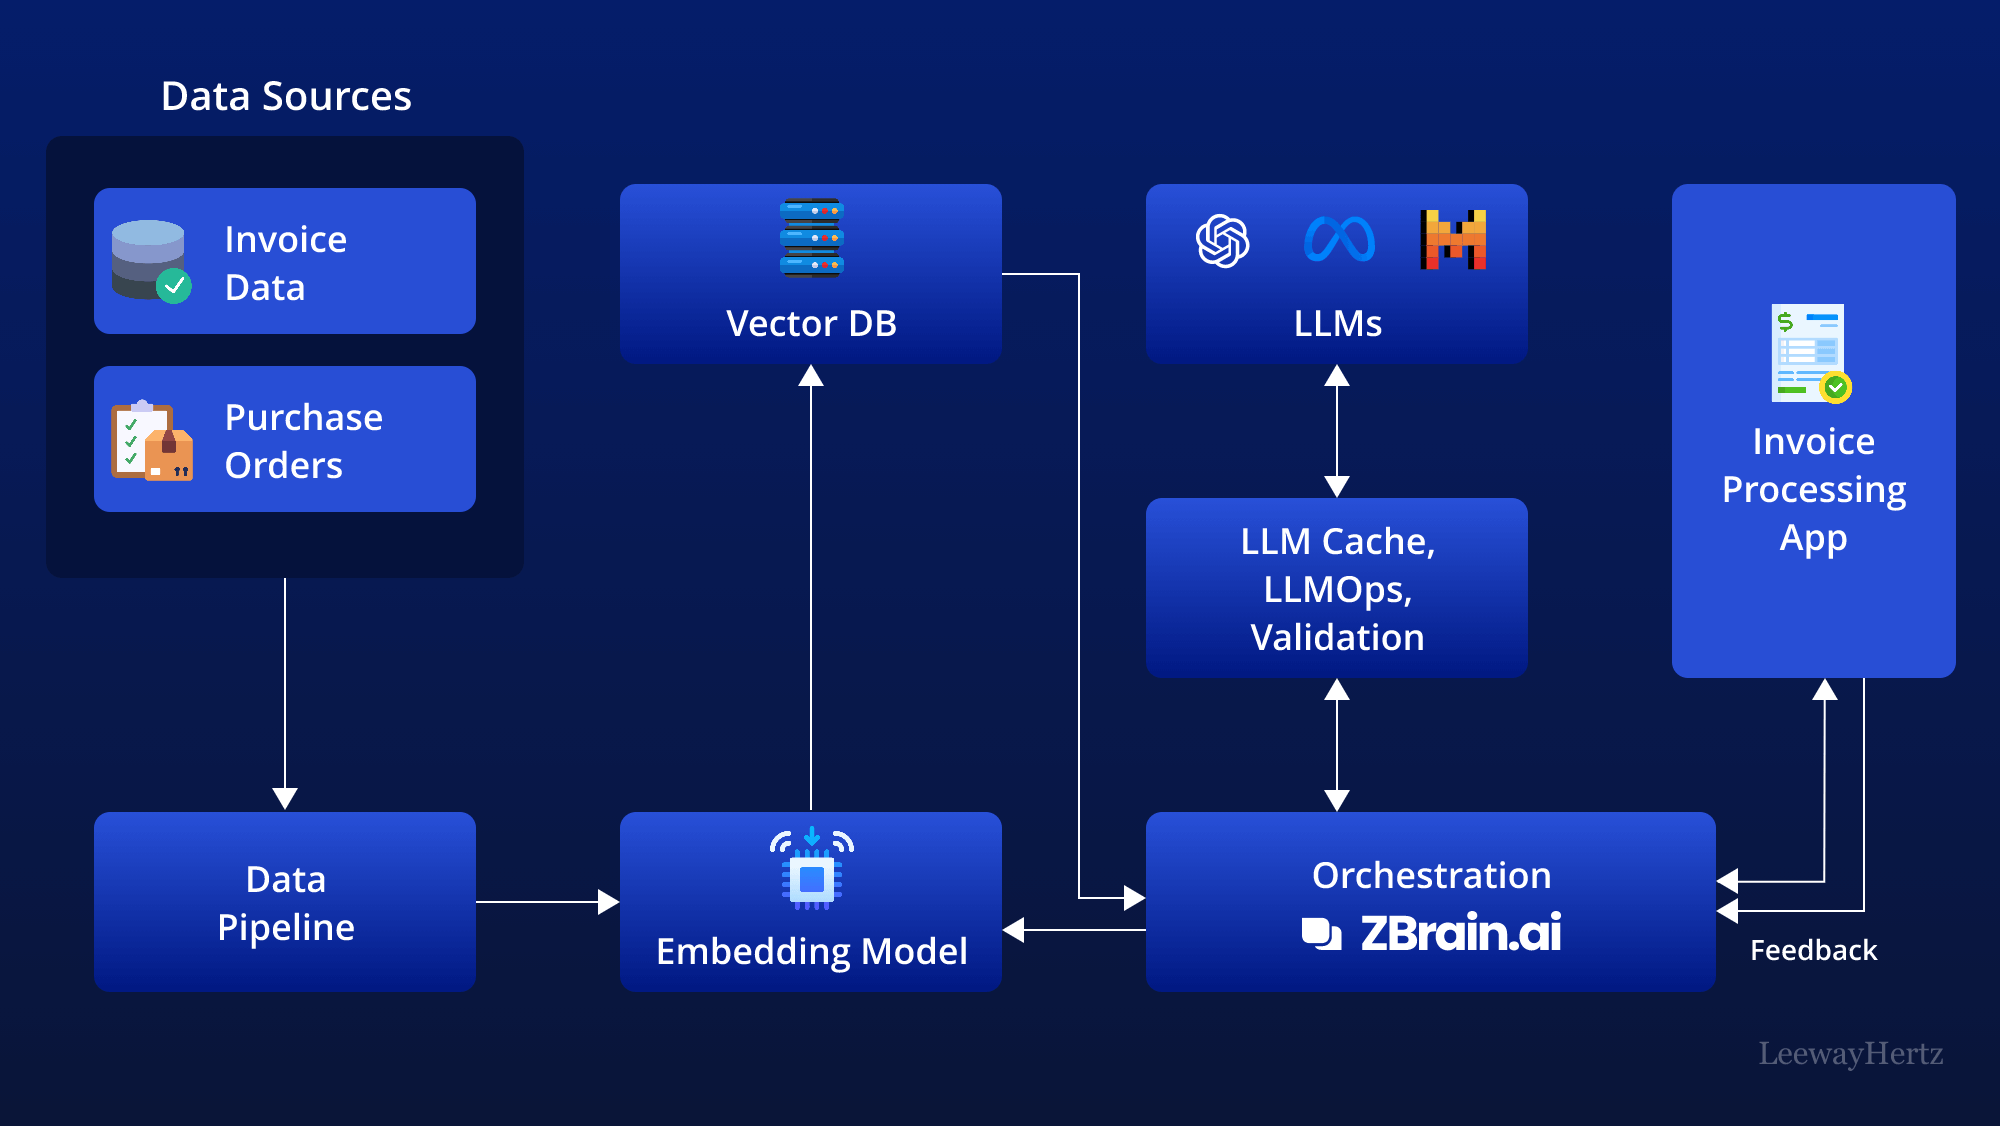 Data Sources
Invoice
Data
Purchase
Orders
Vector DB
LLMs
Invoice
Processing
App
LLM Cache,
LLMOps,
Validation
Data
Pipeline
Embedding Model
Orchestration
ZBrain.ai
Feedback
LeewayHertz